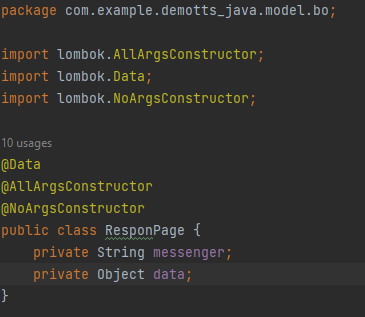 package com.example.demotts_java.model.bo;
import lombok.AllArgsConstructor;
import lombok.Data;
import lombok.NoArgsConstructor;
10 usages
@Data
@AllArgsConstructor
@NoArgsConstructor
public class ResponPage {
private String messenger;
private Object data;
}